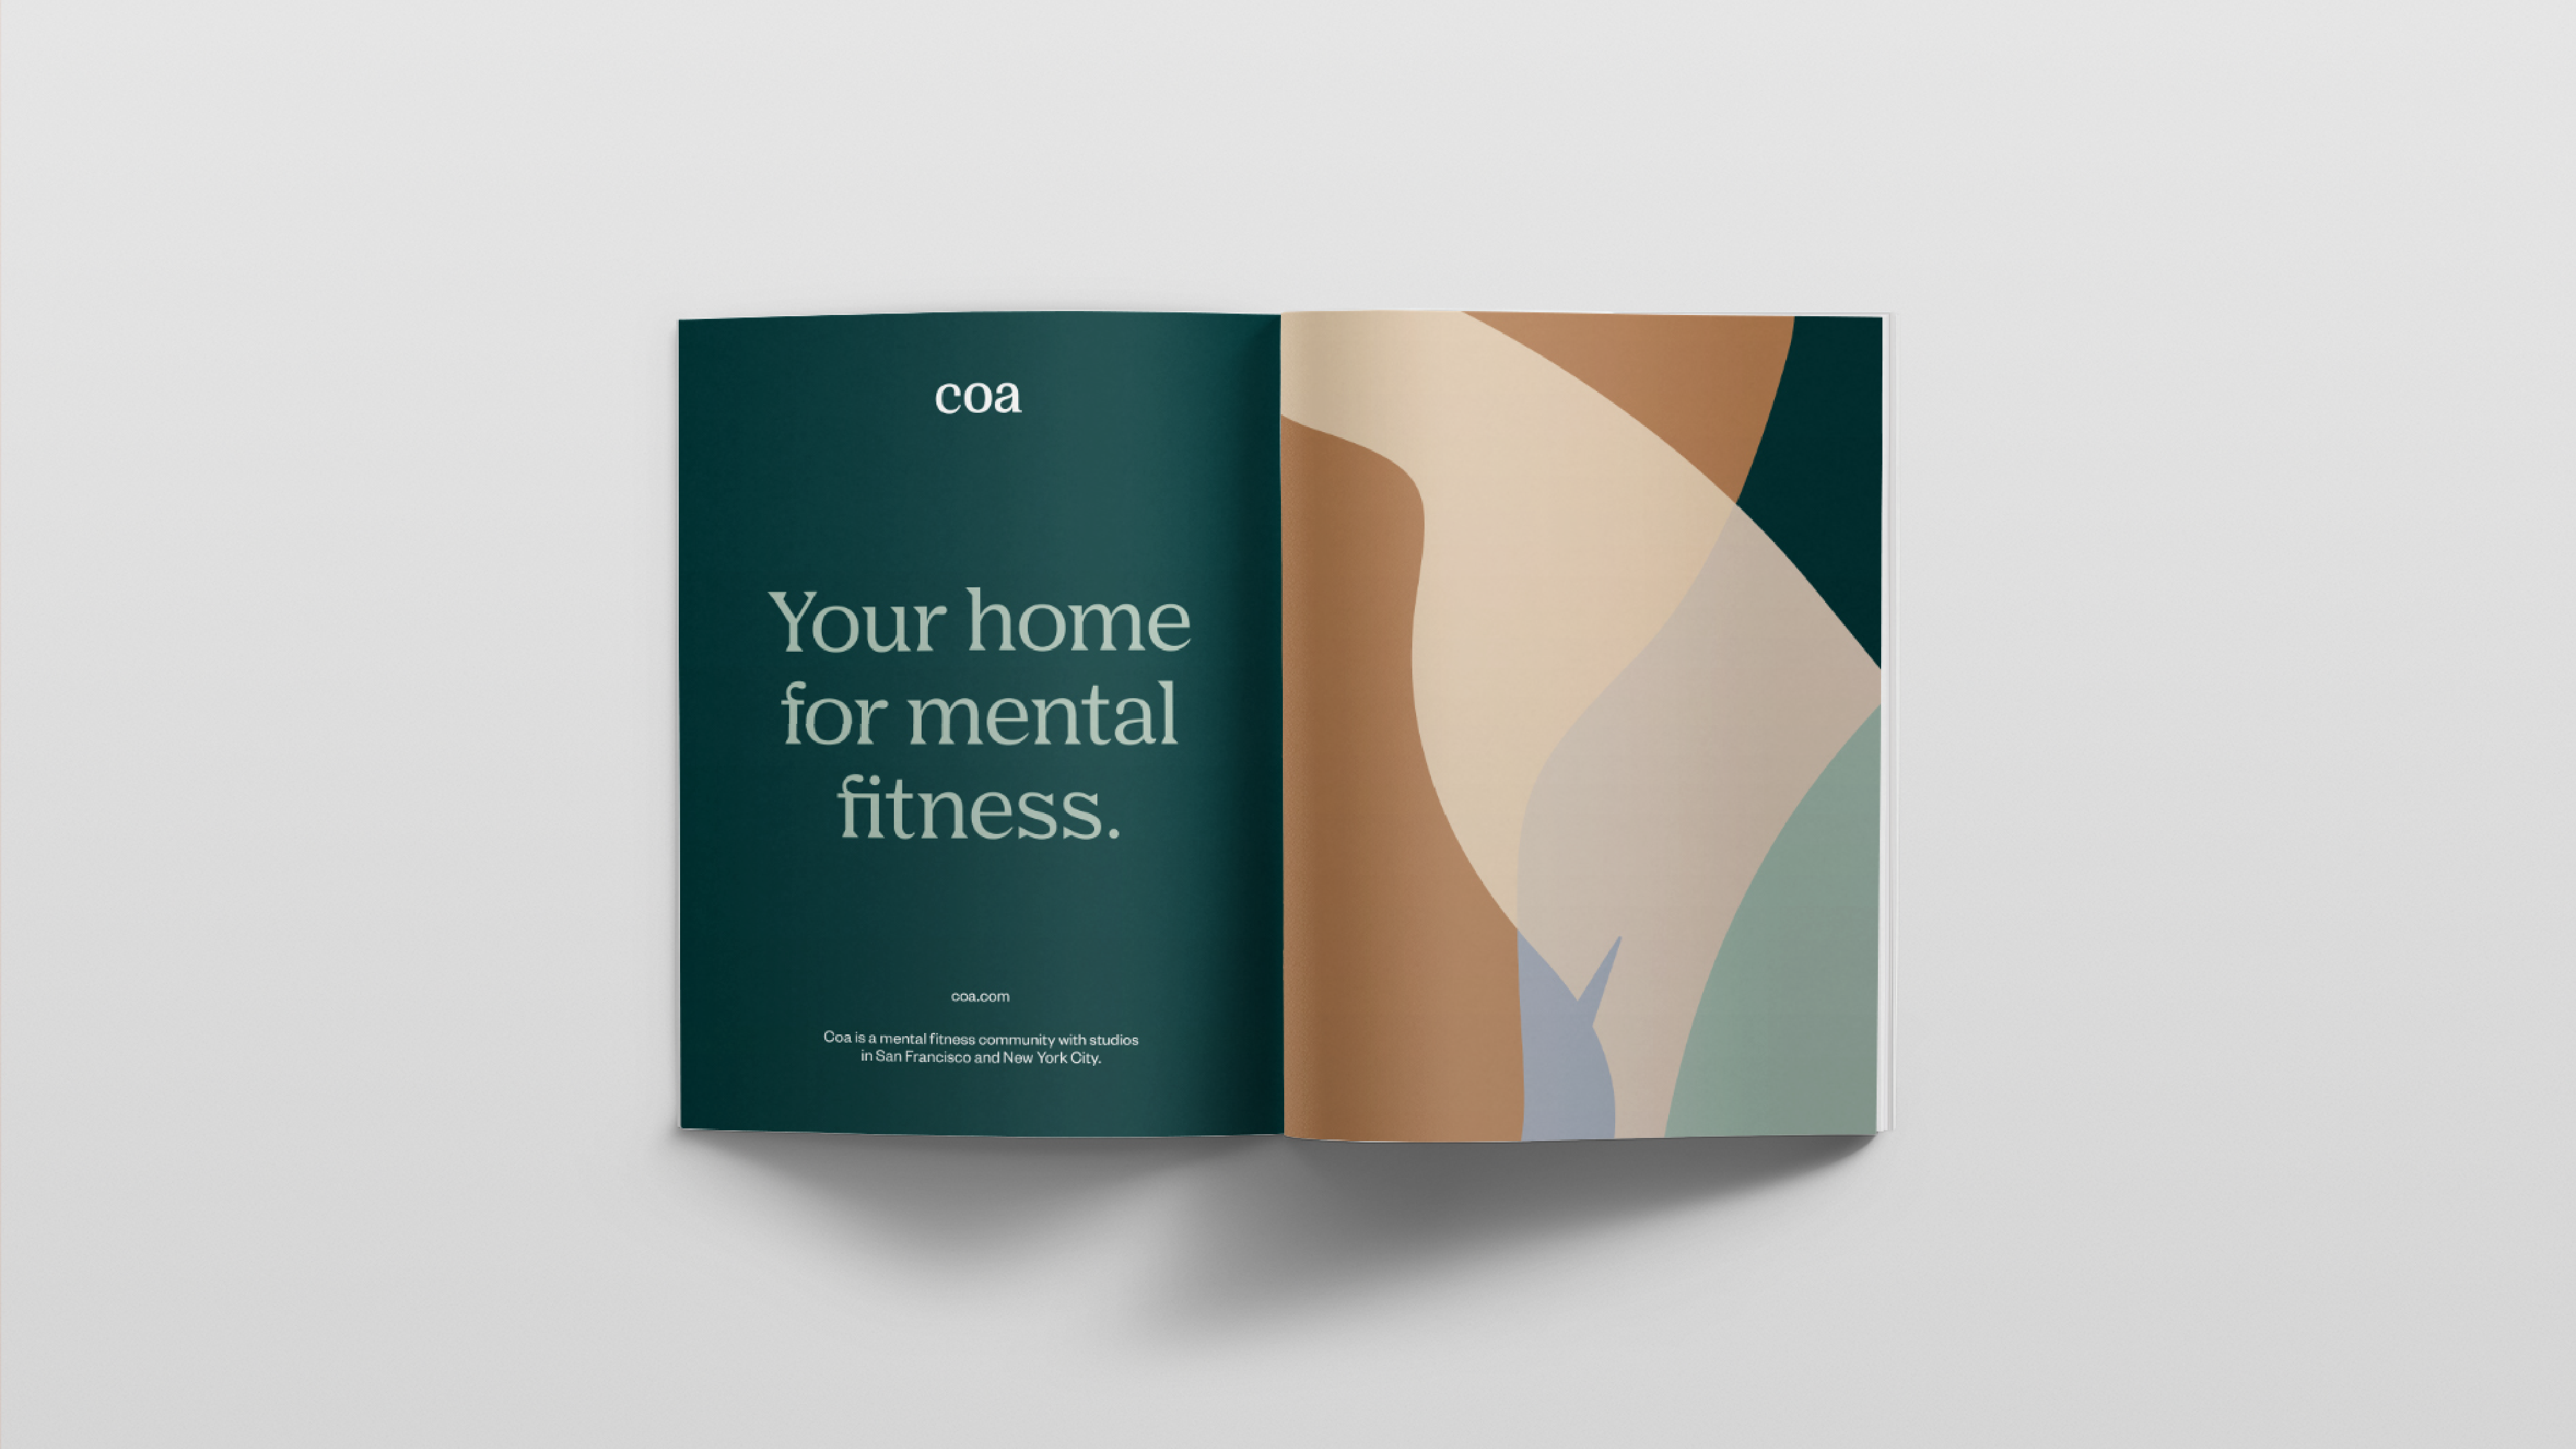 coa
Your home
for mental
fitness.
coa.com
Coa is a mental fitness community with studios
in San Francisco and New York City.